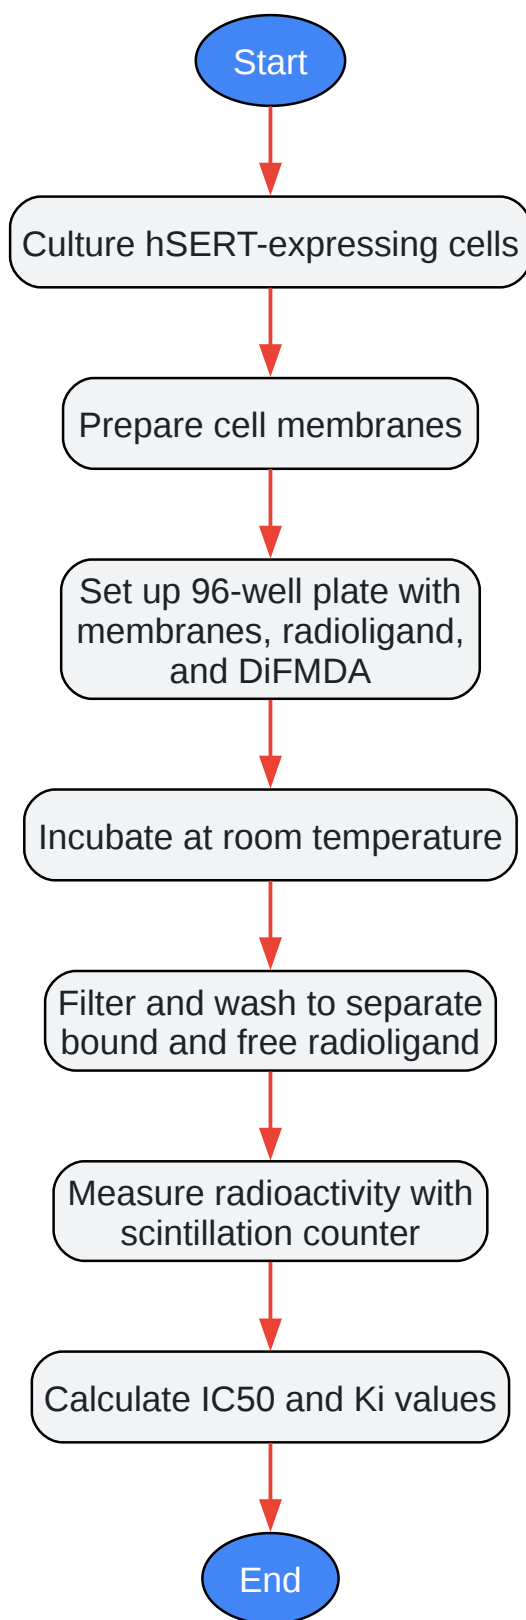 Start
Culture hSERT-expressing cells
Prepare cell membranes
Set up 96-well plate with
membranes, radioligand,
and DiFMDA
Incubate at room temperature
Filter and wash to separate
bound and free radioligand
Measure radioactivity with
scintillation counter
Calculate IC50 and Ki values
End